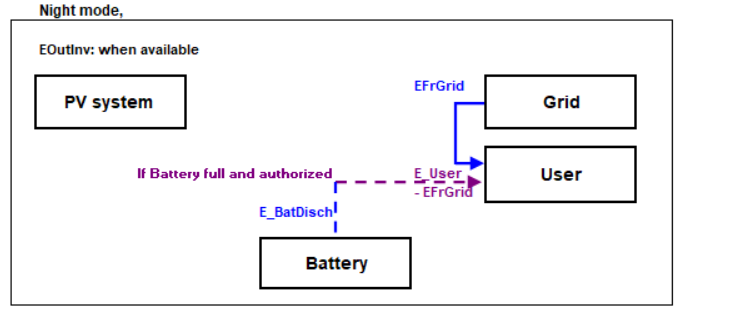 Night mode,
EOutInv: when available
EFrGrid
PV system
Grid
If Battery full and authorized
E_User
User
- EFrGrid
E_BatDisch
Battery